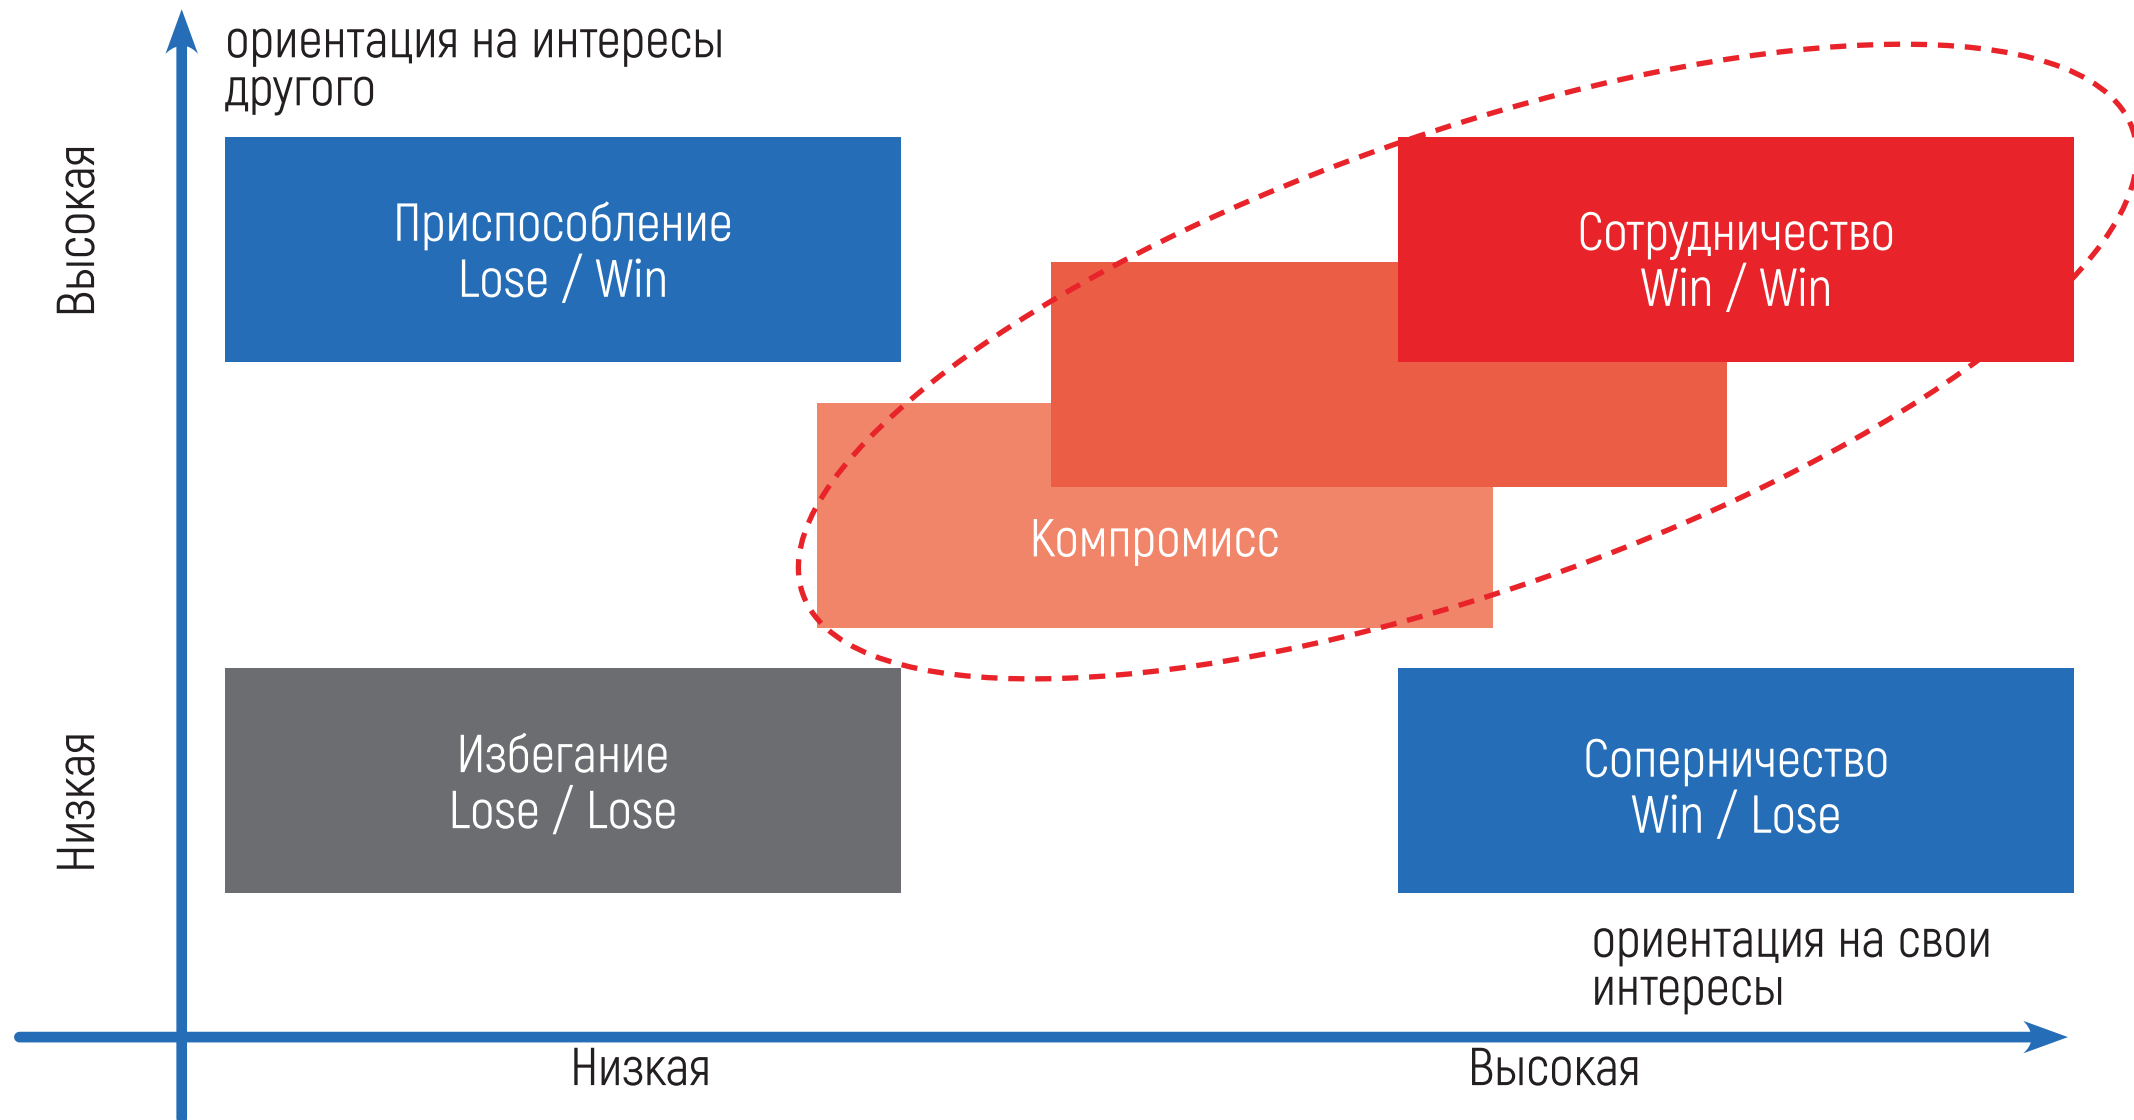 ориентация на интересы
другого
Высокая
Приспособление
Lose / Win
Сотрудничество
Win / Win
Компромисс
Низкая
Избегание
Lose / Lose
Соперничество
Win / Lose
ориентация на свои
интересы
Низкая
Высокая